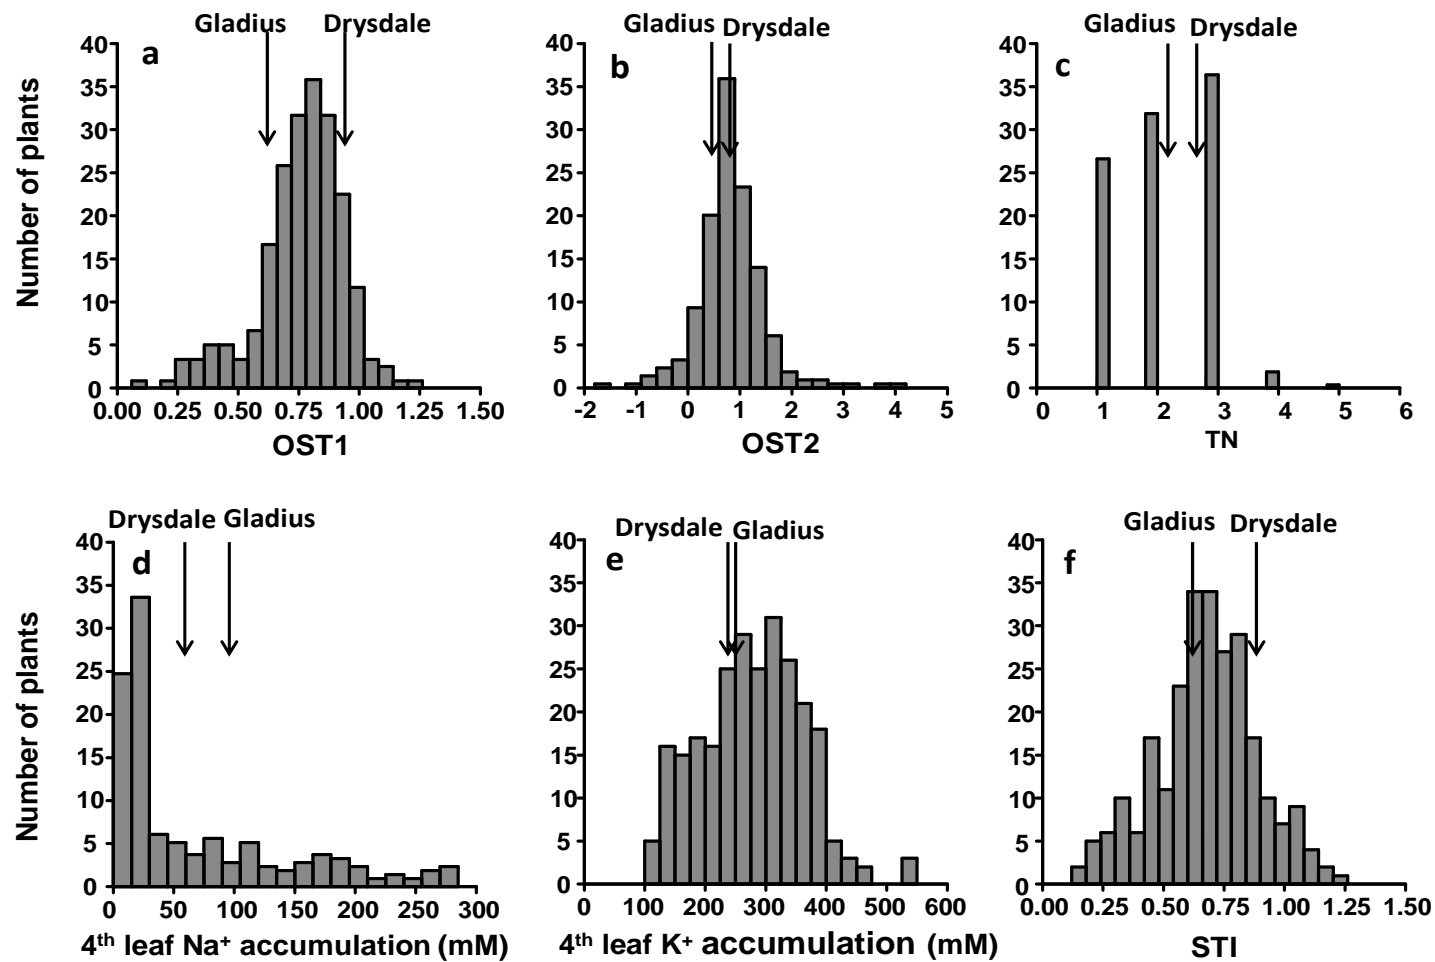 Gladius Drysdale
a
Number of plants
40
35
30
25
20
15
10
5
0
0.00 0.25 0.50 0.75 1.00 1.25 1.50
OST1
Gladius Drysdale
b
40
35
30
25
20
15
10
5
0
-2 -1 0 1 2 3 4 5
OST2
Gladius Drysdale
c
40
35
30
25
20
15
10
5
0
0 1 2 3 4 5 6
TN
Drysdale Gladius
d
Number of plants
40
35
30
25
20
15
10
5
0
0 50 100 150 200 250 300
4th leaf Na+ accumulation (mM)
Drysdale Gladius
e
40
35
30
25
20
15
10
5
0
0 100 200 300 400 500 600
4th leaf K+ accumulation (mM)
Gladius Drysdale
f
40
35
30
25
20
15
10
5
0
0.00 0.25 0.50 0.75 1.00 1.25 1.50
STI